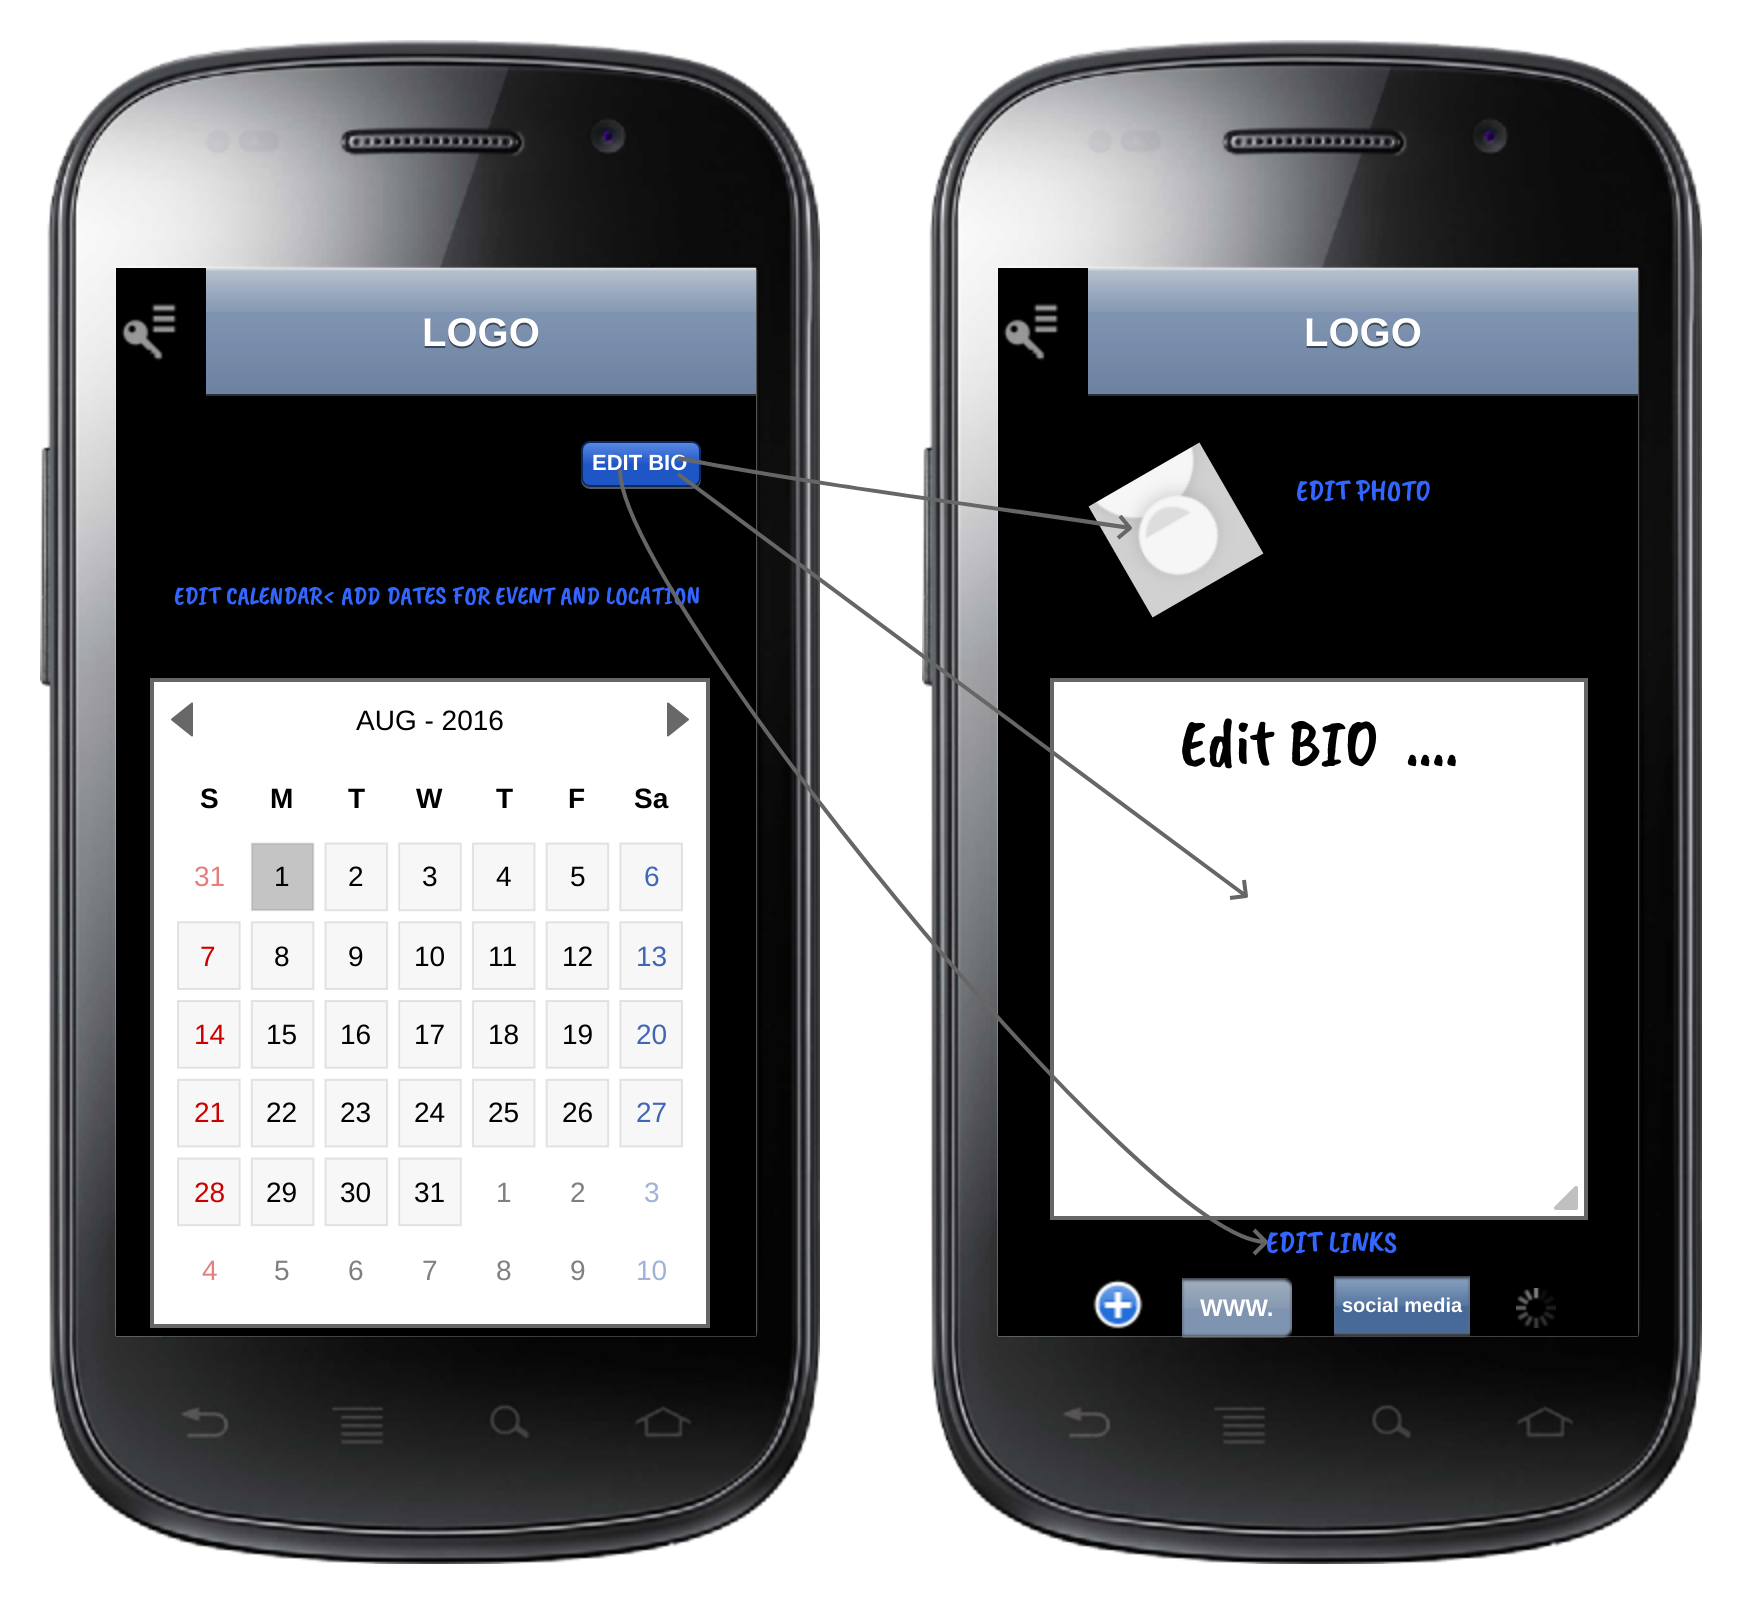 LOGO
EDIT BIO
EDIT CALENDAR< ADD DATES FOR EVENT AND LOCATION
AUG - 2016
S M T W T F Sa
31 1 2 3 4 5 6
7 8 9 10 11 12 13
14 15 16 17 18 19 20
21 22 23 24 25 26 27
28 29 30 31 1 2 3
4 5 6 7 8 9 10
LOGO
EDIT PHOTO
Edit BIO ....
EDIT LINKS
WWW.
social media